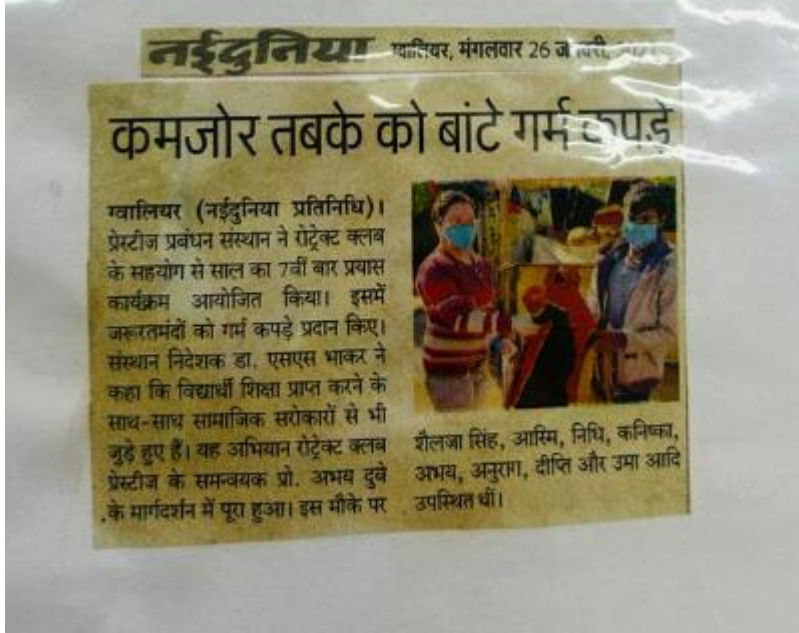 नईदुनिया ग्वालियर, मंगलवार 26
कमजोर तबके को बांटे गर्म कपड़े
ग्वालियर (नईदुनिया प्रतिनिधि)।
प्रेस्टीज प्रबंधन संस्थान ने रोट्रेक्ट क्लब
के सहयोग से साल का 7वीं बार प्रयास
कार्यक्रम आयोजित किया। इसमें
जरूरतमंदों को गर्म कपड़े प्रदान किए।
संस्थान निदेशक डा. एसएस भाकर ने
कहा कि विद्यार्थी शिक्षा प्राप्त करने के
साथ-साथ सामाजिक सरोकारों से भी
जुड़े हुए हैं। यह अभियान रोट्रेक्ट क्लब
प्रेस्टीज के समन्वयक प्रो. अभय दुबे
के मार्गदर्शन में पूरा हुआ। इस मौके पर
शैलजा सिंह, आस्मि, निधि, कनिष्का,
अभय, अनुराग, दीप्ति और उमा आदि
उपस्थित थीं।